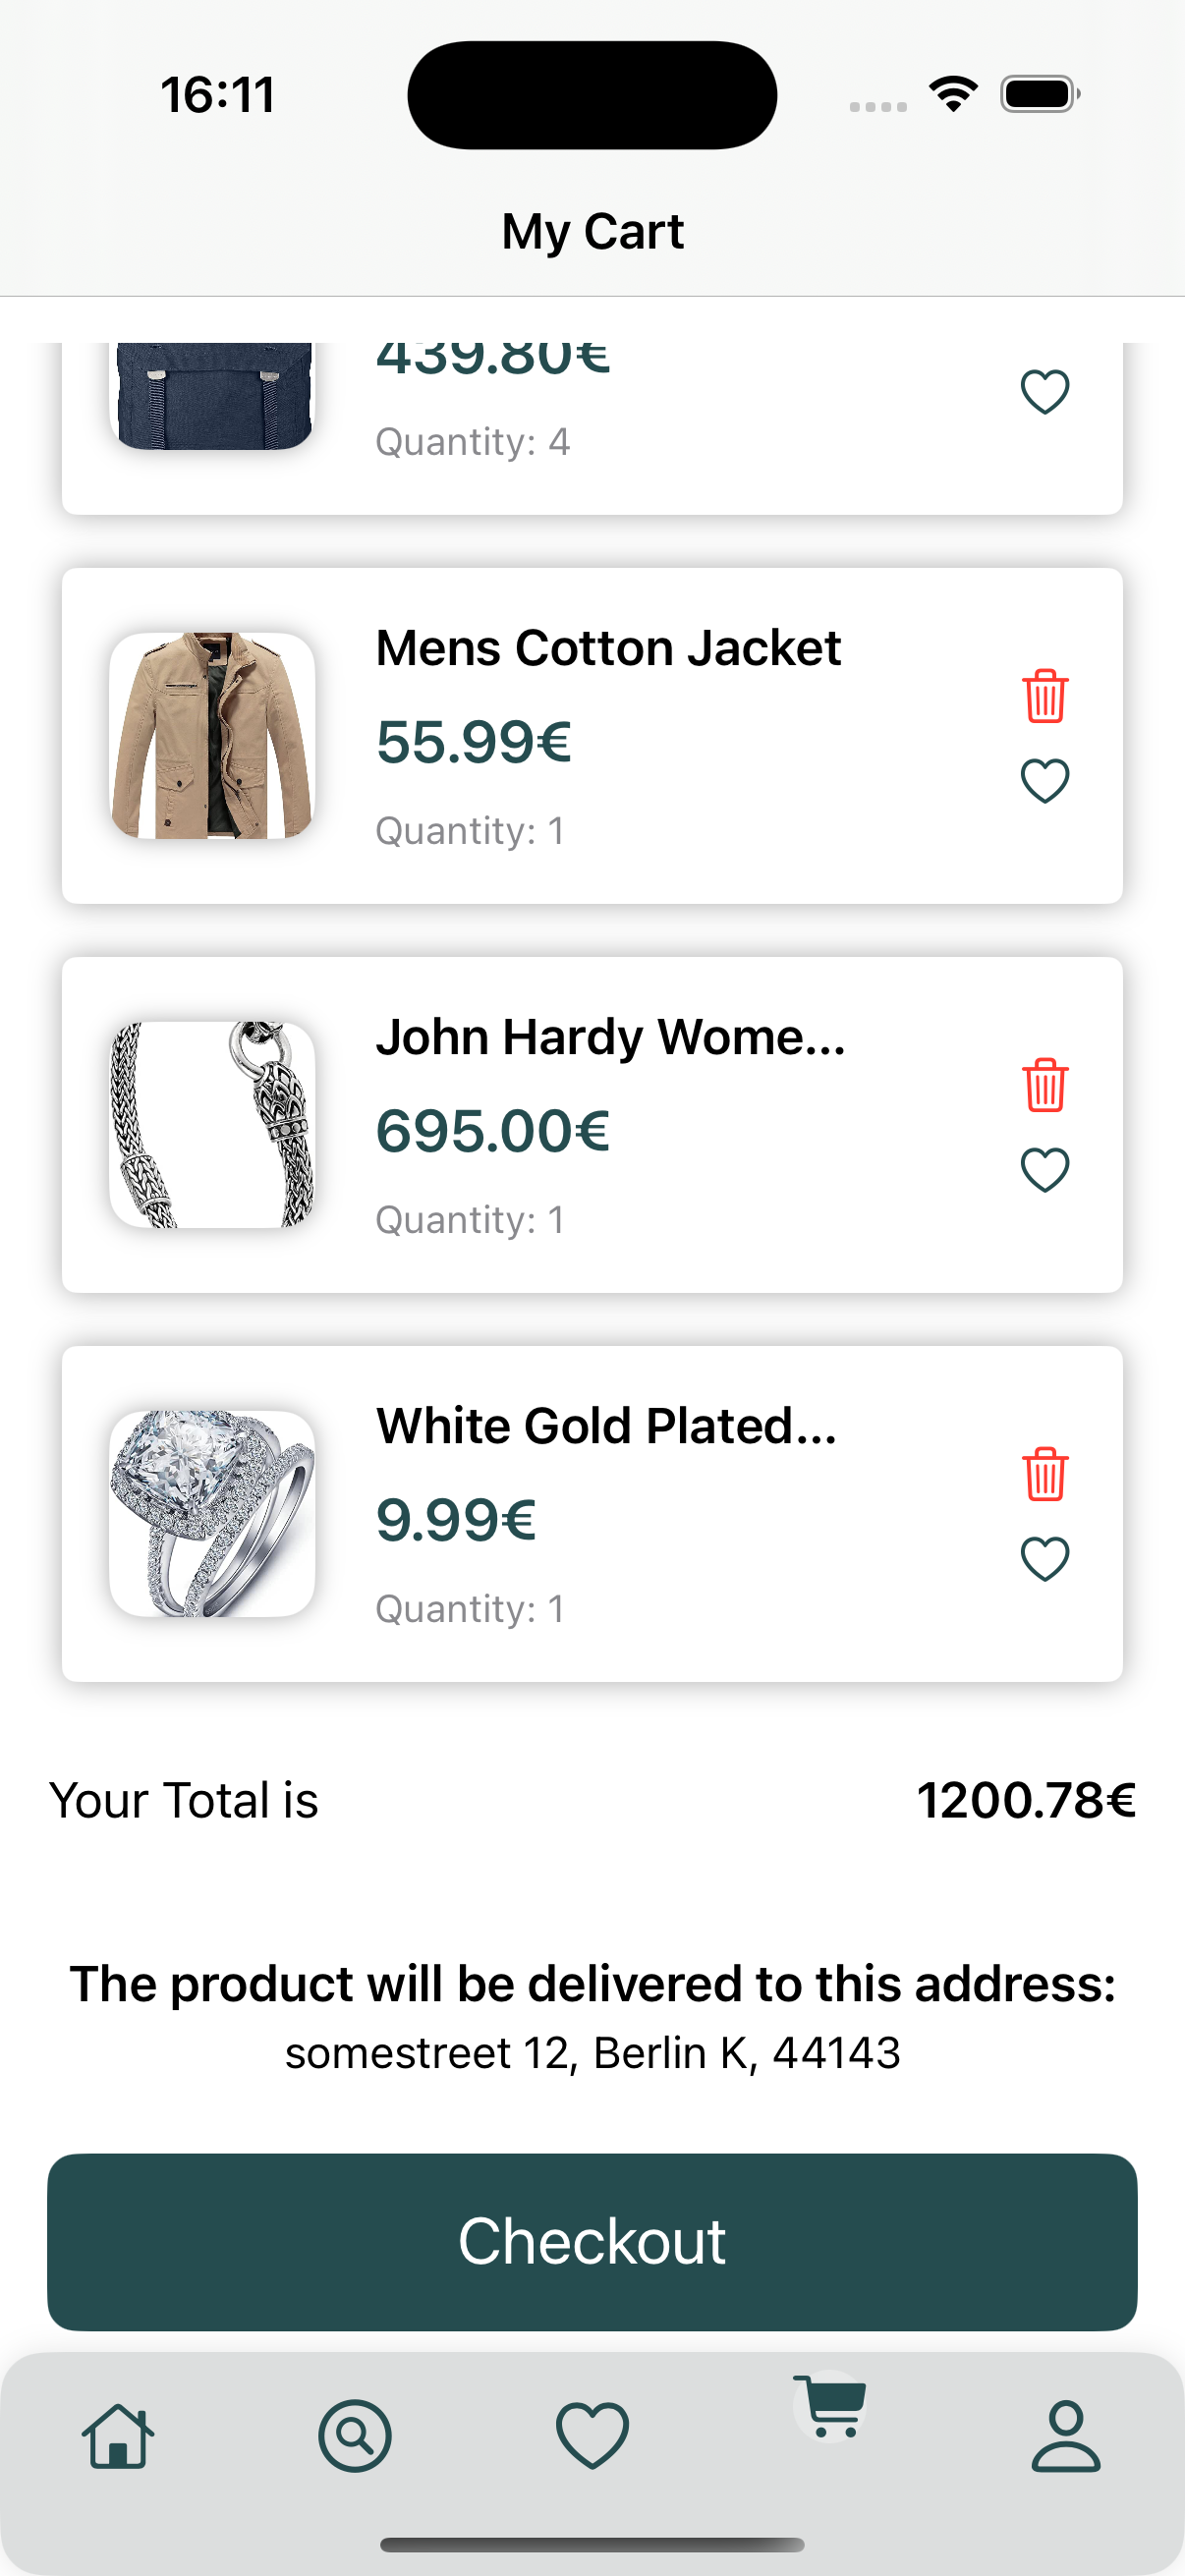 16:11
My Cart
439.80€
Quantity: 4
Mens Cotton Jacket
55.99€
Quantity: 1
John Hardy Wome...
695.00€
Quantity: 1
White Gold Plated...
9.99€
Quantity: 1
Your Total is 1200.78€
The product will be delivered to this address:
somestreet 12, Berlin K, 44143
Checkout